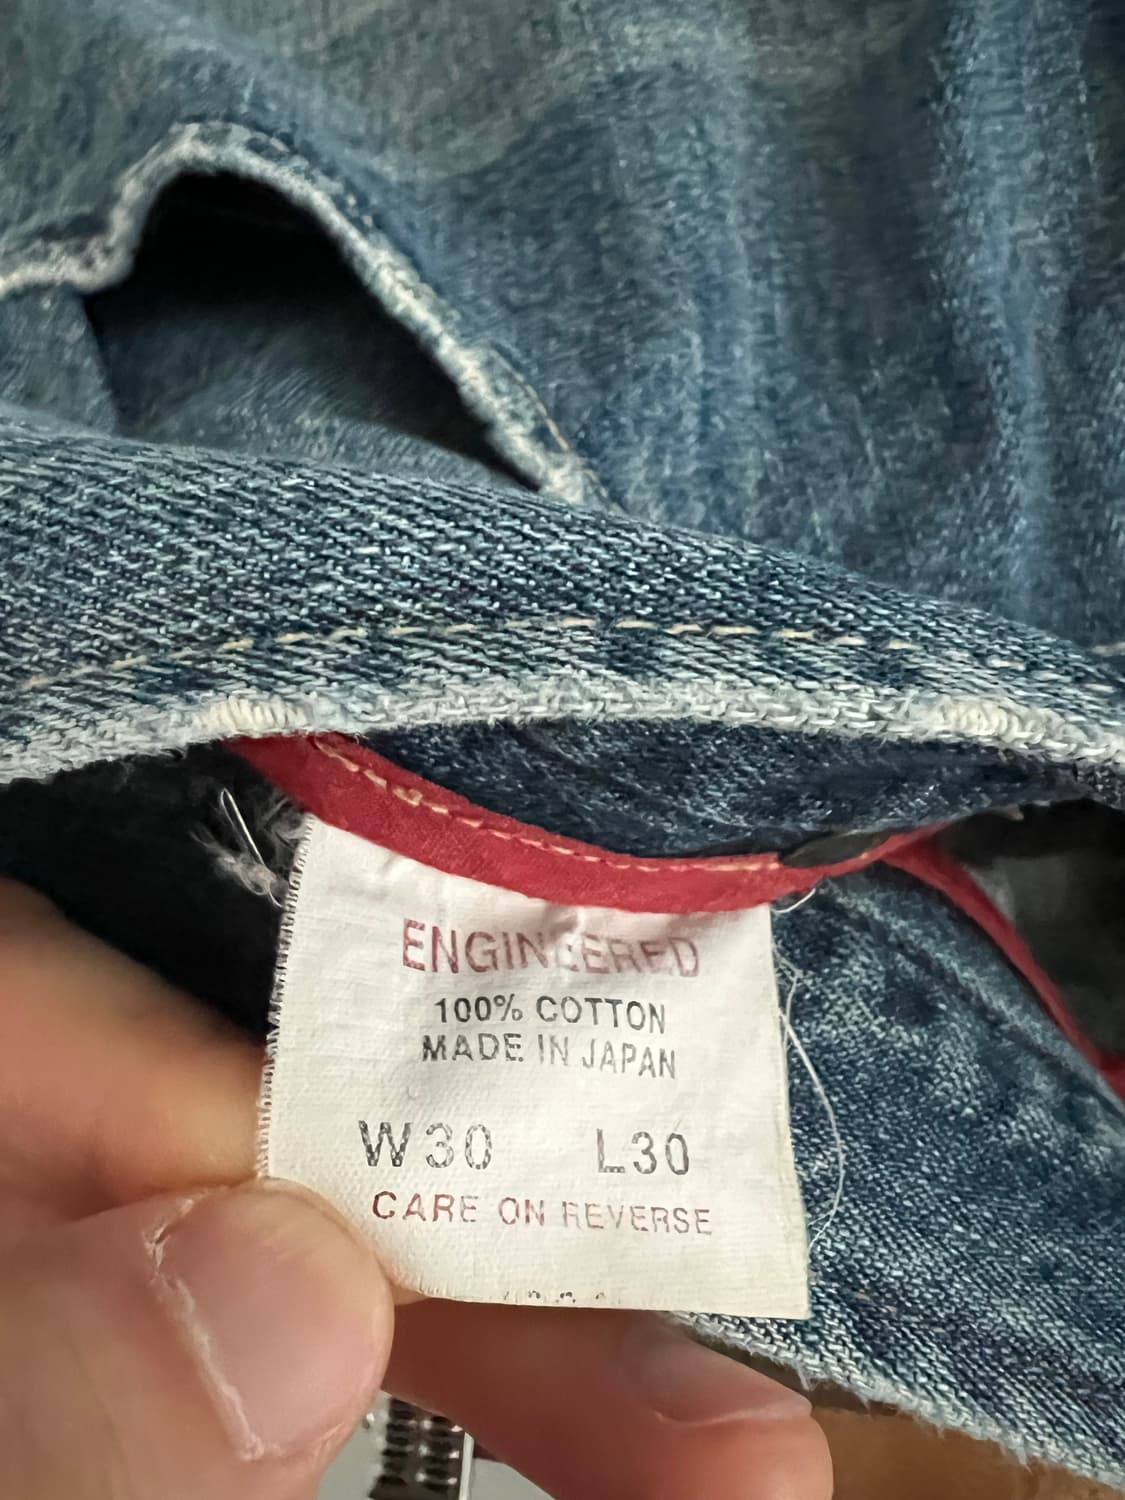 ENGINEERED
100% COTTON
MADE IN JAPAN
W30 L30
CARE ON REVERSE